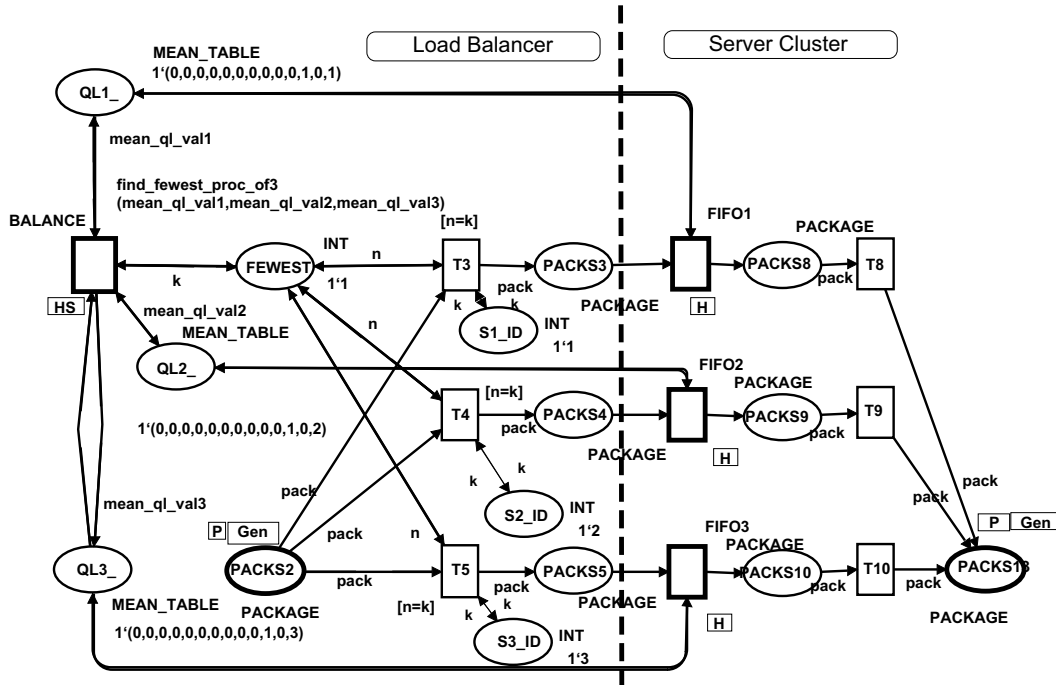 Load Balancer
Server Cluster
MEAN_TABLE
1‘(0,0,0,0,0,0,0,0,0,0,1,0,1)
QL1_
mean_ql_val1
find_fewest_proc_of3
(mean_ql_val1,mean_ql_val2,mean_ql_val3)
BALANCE
[n=k]
FIFO1
PACKAGE
INT
n
FEWEST
T3
PACKS3
PACKS8
T8
k
1‘1
pack
pack
k
k
PACKAGE
HS
H
mean_ql_val2
S1_ID
INT
1‘1
n
MEAN_TABLE
QL2_
FIFO2
PACKAGE
[n=k]
T4
PACKS4
PACKS9
T9
1‘(0,0,0,0,0,0,0,0,0,0,1,0,2)
pack
pack
PACKAGE
H
k
k
pack
pack
pack
mean_ql_val3
S2_ID
INT
1‘2
P
Gen
pack
n
FIFO3
P
Gen
PACKAGE
QL3_
PACKS2
T5
PACKS5
PACKS10
T10
PACKS13
pack
pack
pack
pack
MEAN_TABLE
PACKAGE
[n=k]
k
k
PACKAGE
PACKAGE
H
1‘(0,0,0,0,0,0,0,0,0,0,1,0,3)
S3_ID
INT
1‘3